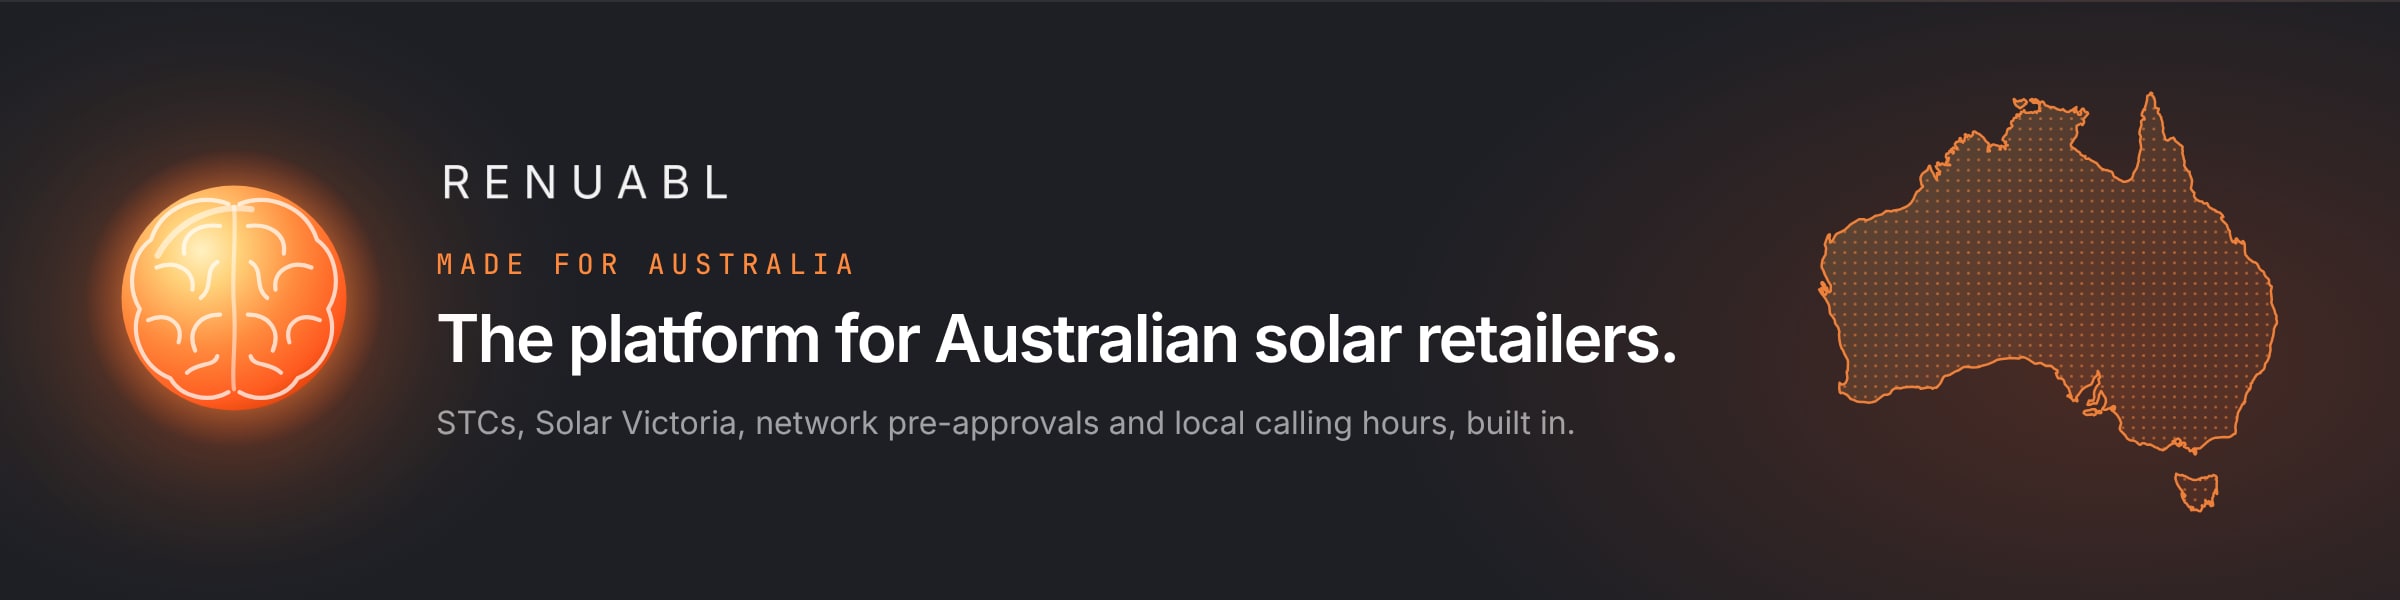 RENUABL
MADE FOR AUSTRALIA
The platform for Australian solar retailers.
STCs, Solar Victoria, network pre-approvals and local calling hours, built in.